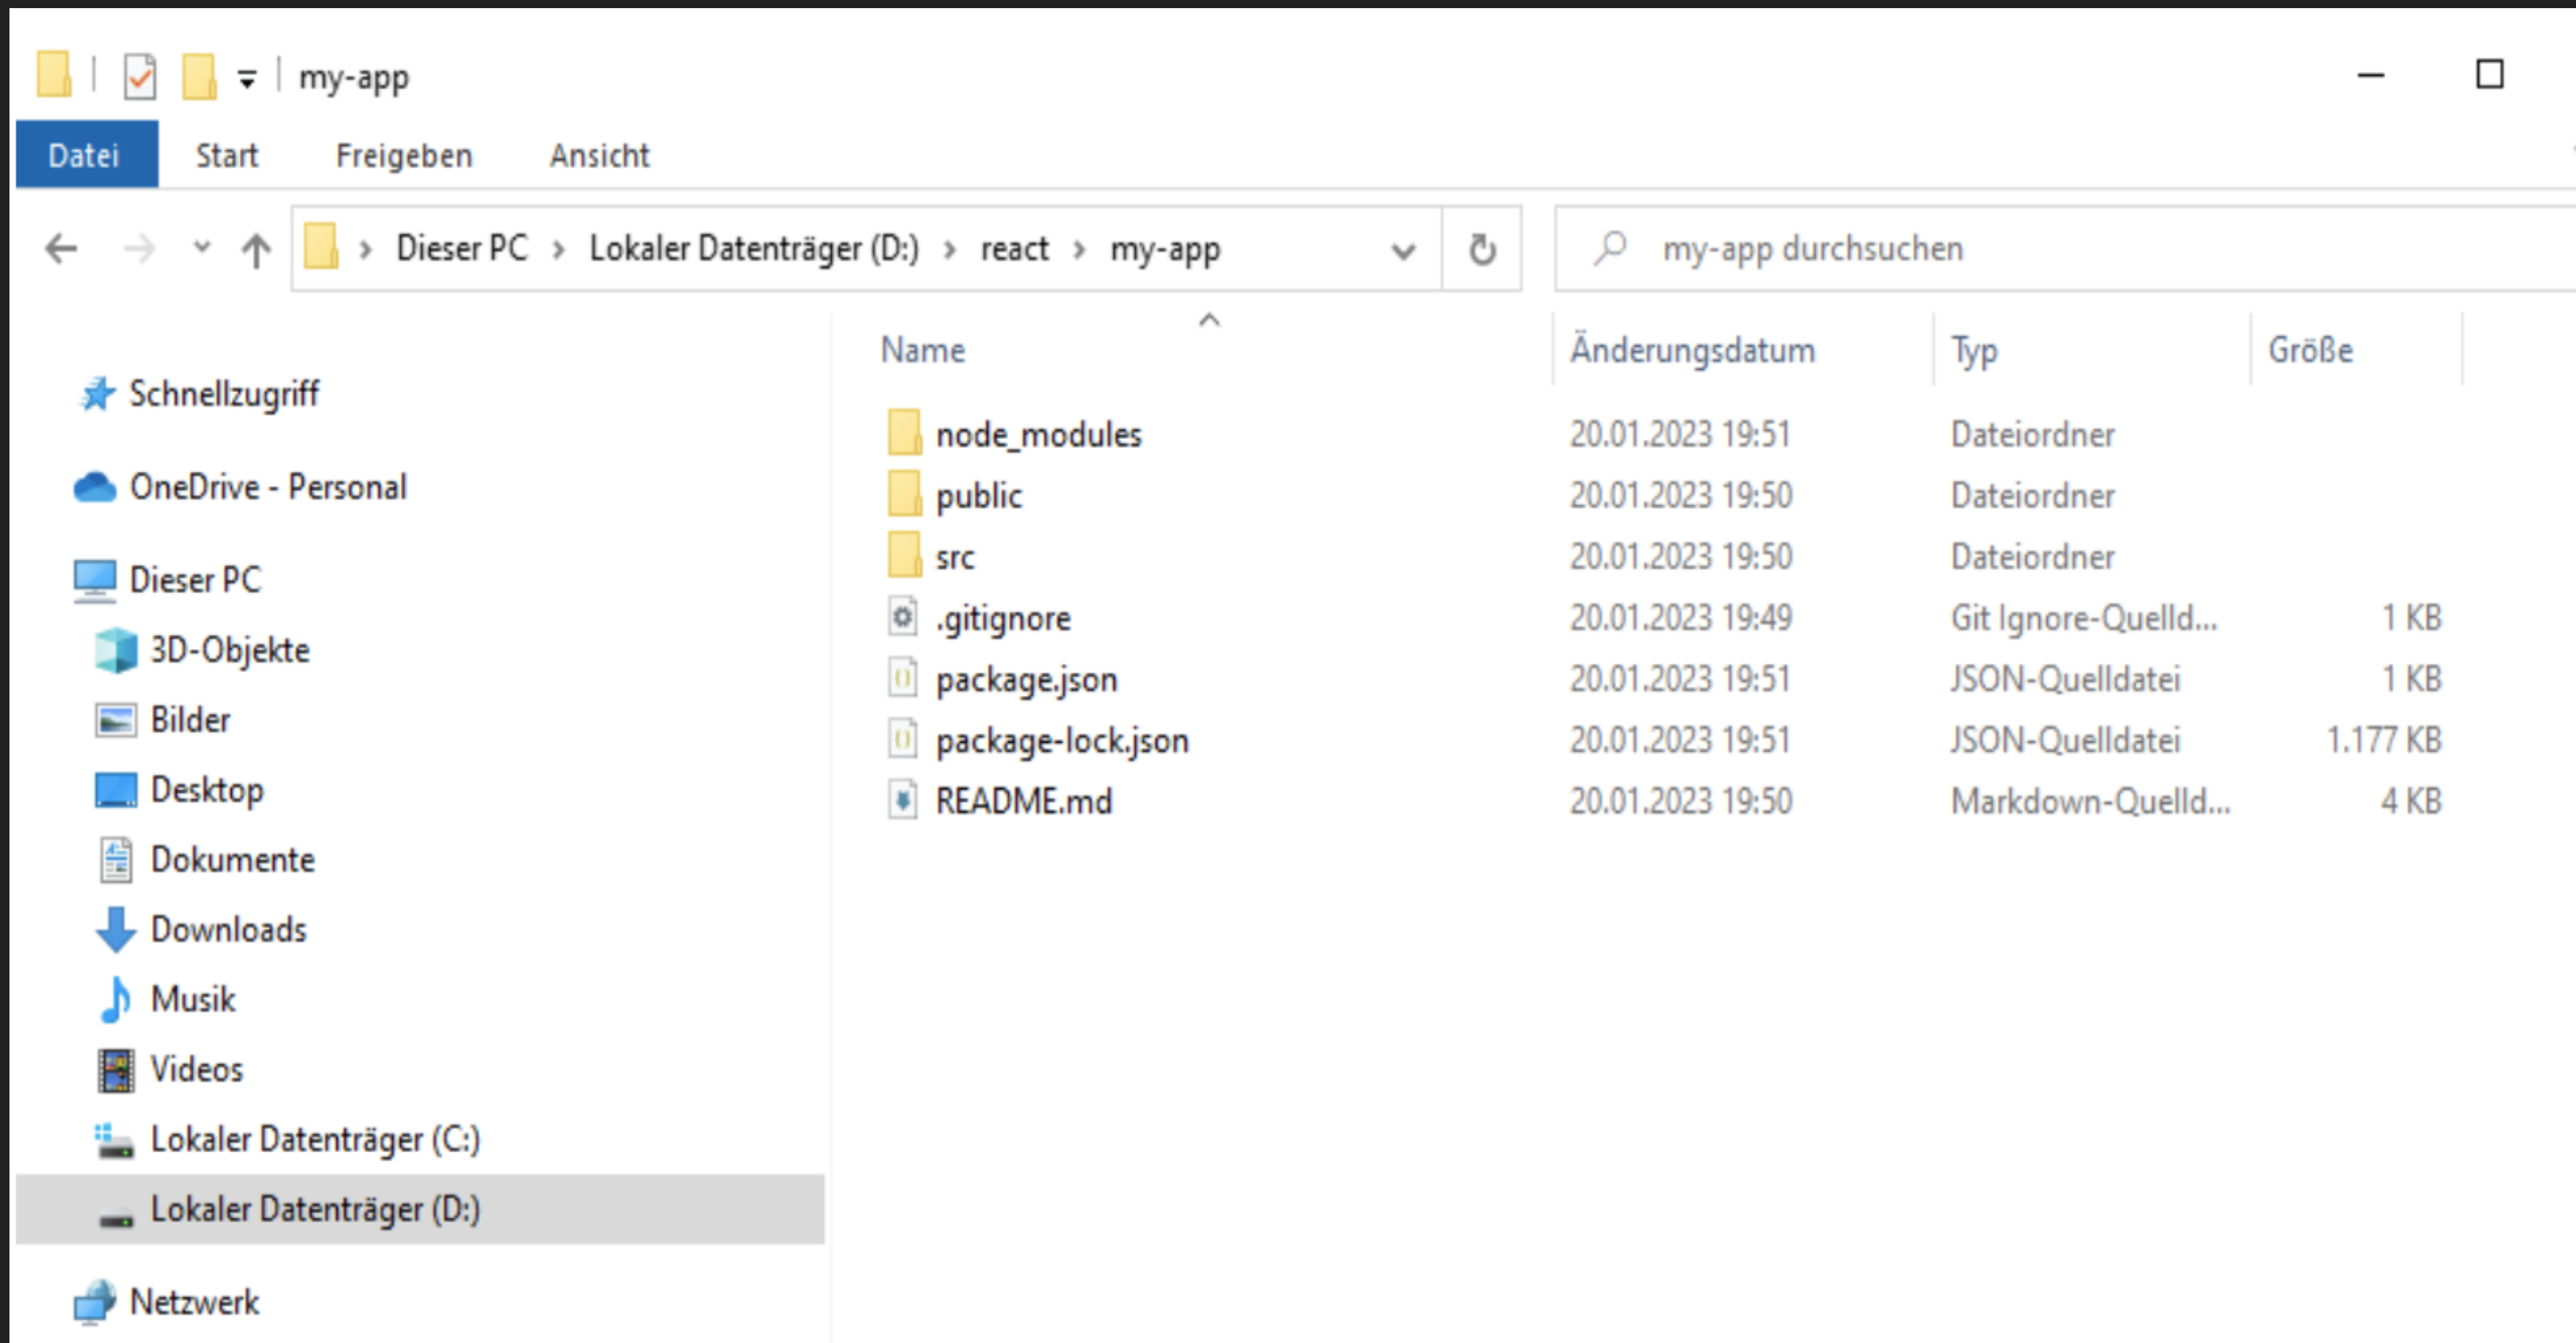 my-app
Datei Start Freigeben Ansicht
Dieser PC Lokaler Datenträger (D:) react my-app my-app durchsuchen
Schnellzugriff
OneDrive - Personal
Dieser PC
3D-Objekte
Bilder
Desktop
Dokumente
Downloads
Musik
Videos
Lokaler Datenträger (C:)
Lokaler Datenträger (D:)
Netzwerk
Name Änderungsdatum Typ Größe
node_modules 20.01.2023 19:51 Dateiordner
public 20.01.2023 19:50 Dateiordner
src 20.01.2023 19:50 Dateiordner
.gitignore 20.01.2023 19:49 Git Ignore-Quelld... 1 KB
package.json 20.01.2023 19:51 JSON-Quelldatei 1 KB
package-lock.json 20.01.2023 19:51 JSON-Quelldatei 1.177 KB
README.md 20.01.2023 19:50 Markdown-Quelld... 4 KB